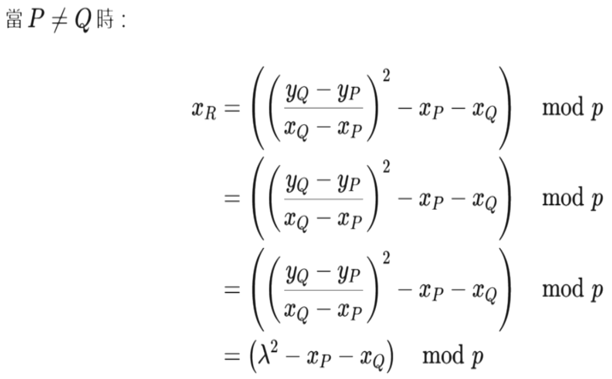 當 P ≠ Q 時：
x_R = ( ( (y_Q − y_P) / (x_Q − x_P) )^2 − x_P − x_Q ) mod p
= ( ( (y_Q − y_P) / (x_Q − x_P) )^2 − x_P − x_Q ) mod p
= ( ( (y_Q − y_P) / (x_Q − x_P) )^2 − x_P − x_Q ) mod p
= (λ^2 − x_P − x_Q) mod p